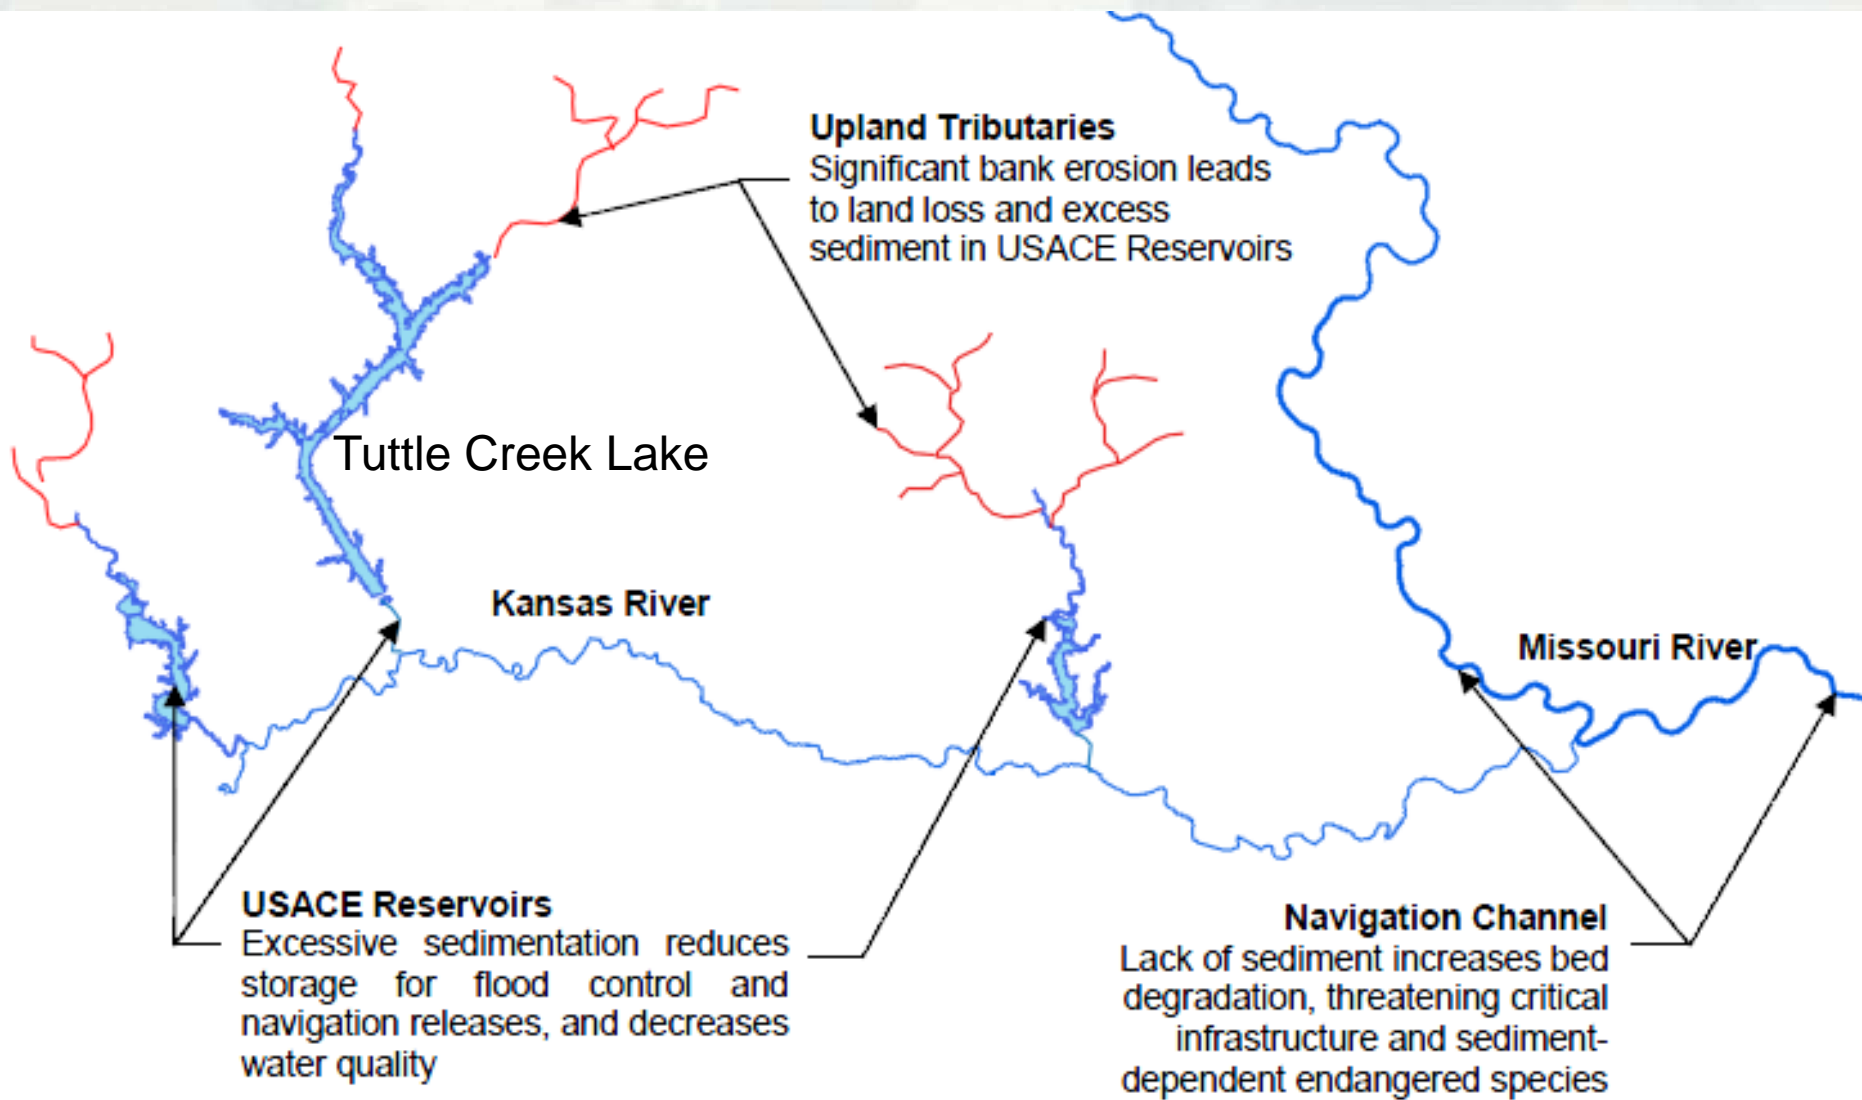 Upland Tributaries
Significant bank erosion leads
to land loss and excess
sediment in USACE Reservoirs
Tuttle Creek Lake
Kansas River
Missouri River
USACE Reservoirs
Excessive sedimentation reduces
storage for flood control and
navigation releases, and decreases
water quality
Navigation Channel
Lack of sediment increases bed
degradation, threatening critical
infrastructure and sediment-
dependent endangered species